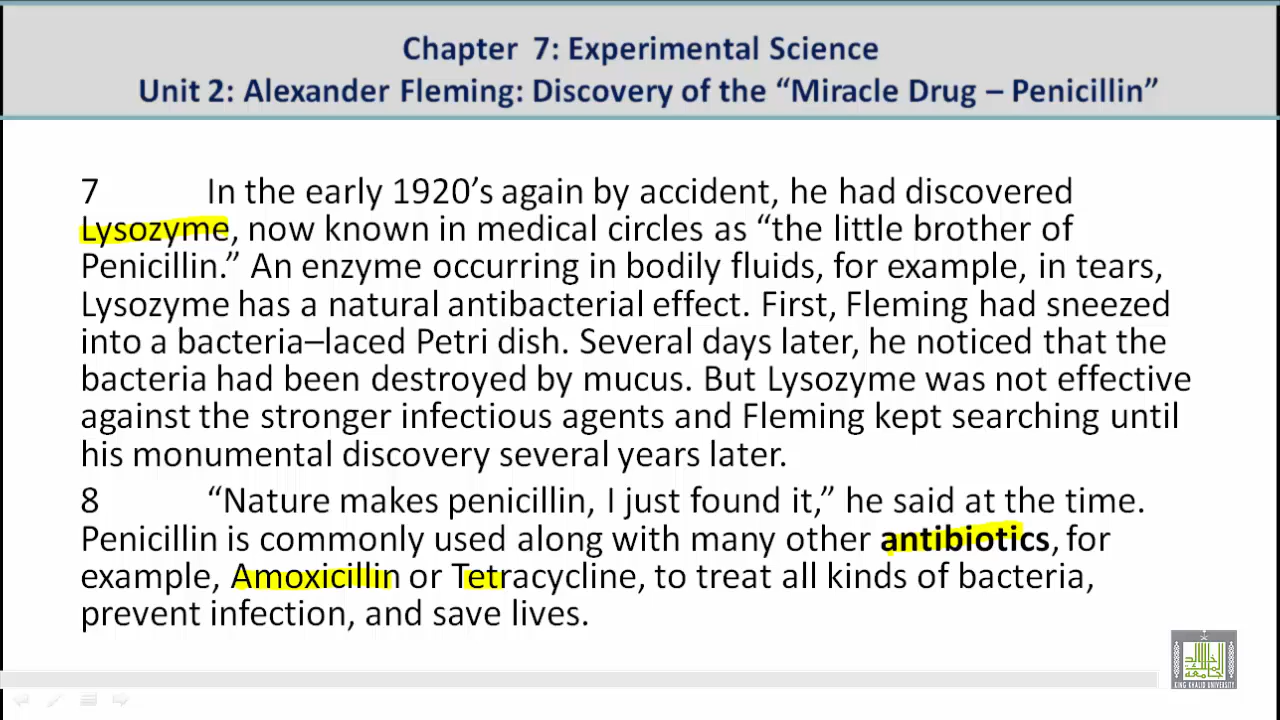 Chapter 7: Experimental Science
Unit 2: Alexander Fleming: Discovery of the “Miracle Drug – Penicillin”
7 In the early 1920’s again by accident, he had discovered
Lysozyme, now known in medical circles as “the little brother of
Penicillin.” An enzyme occurring in bodily fluids, for example, in tears,
Lysozyme has a natural antibacterial effect. First, Fleming had sneezed
into a bacteria–laced Petri dish. Several days later, he noticed that the
bacteria had been destroyed by mucus. But Lysozyme was not effective
against the stronger infectious agents and Fleming kept searching until
his monumental discovery several years later.
8 “Nature makes penicillin, I just found it,” he said at the time.
Penicillin is commonly used along with many other antibiotics, for
example, Amoxicillin or Tetracycline, to treat all kinds of bacteria,
prevent infection, and save lives.
KING KHALID UNIVERSITY